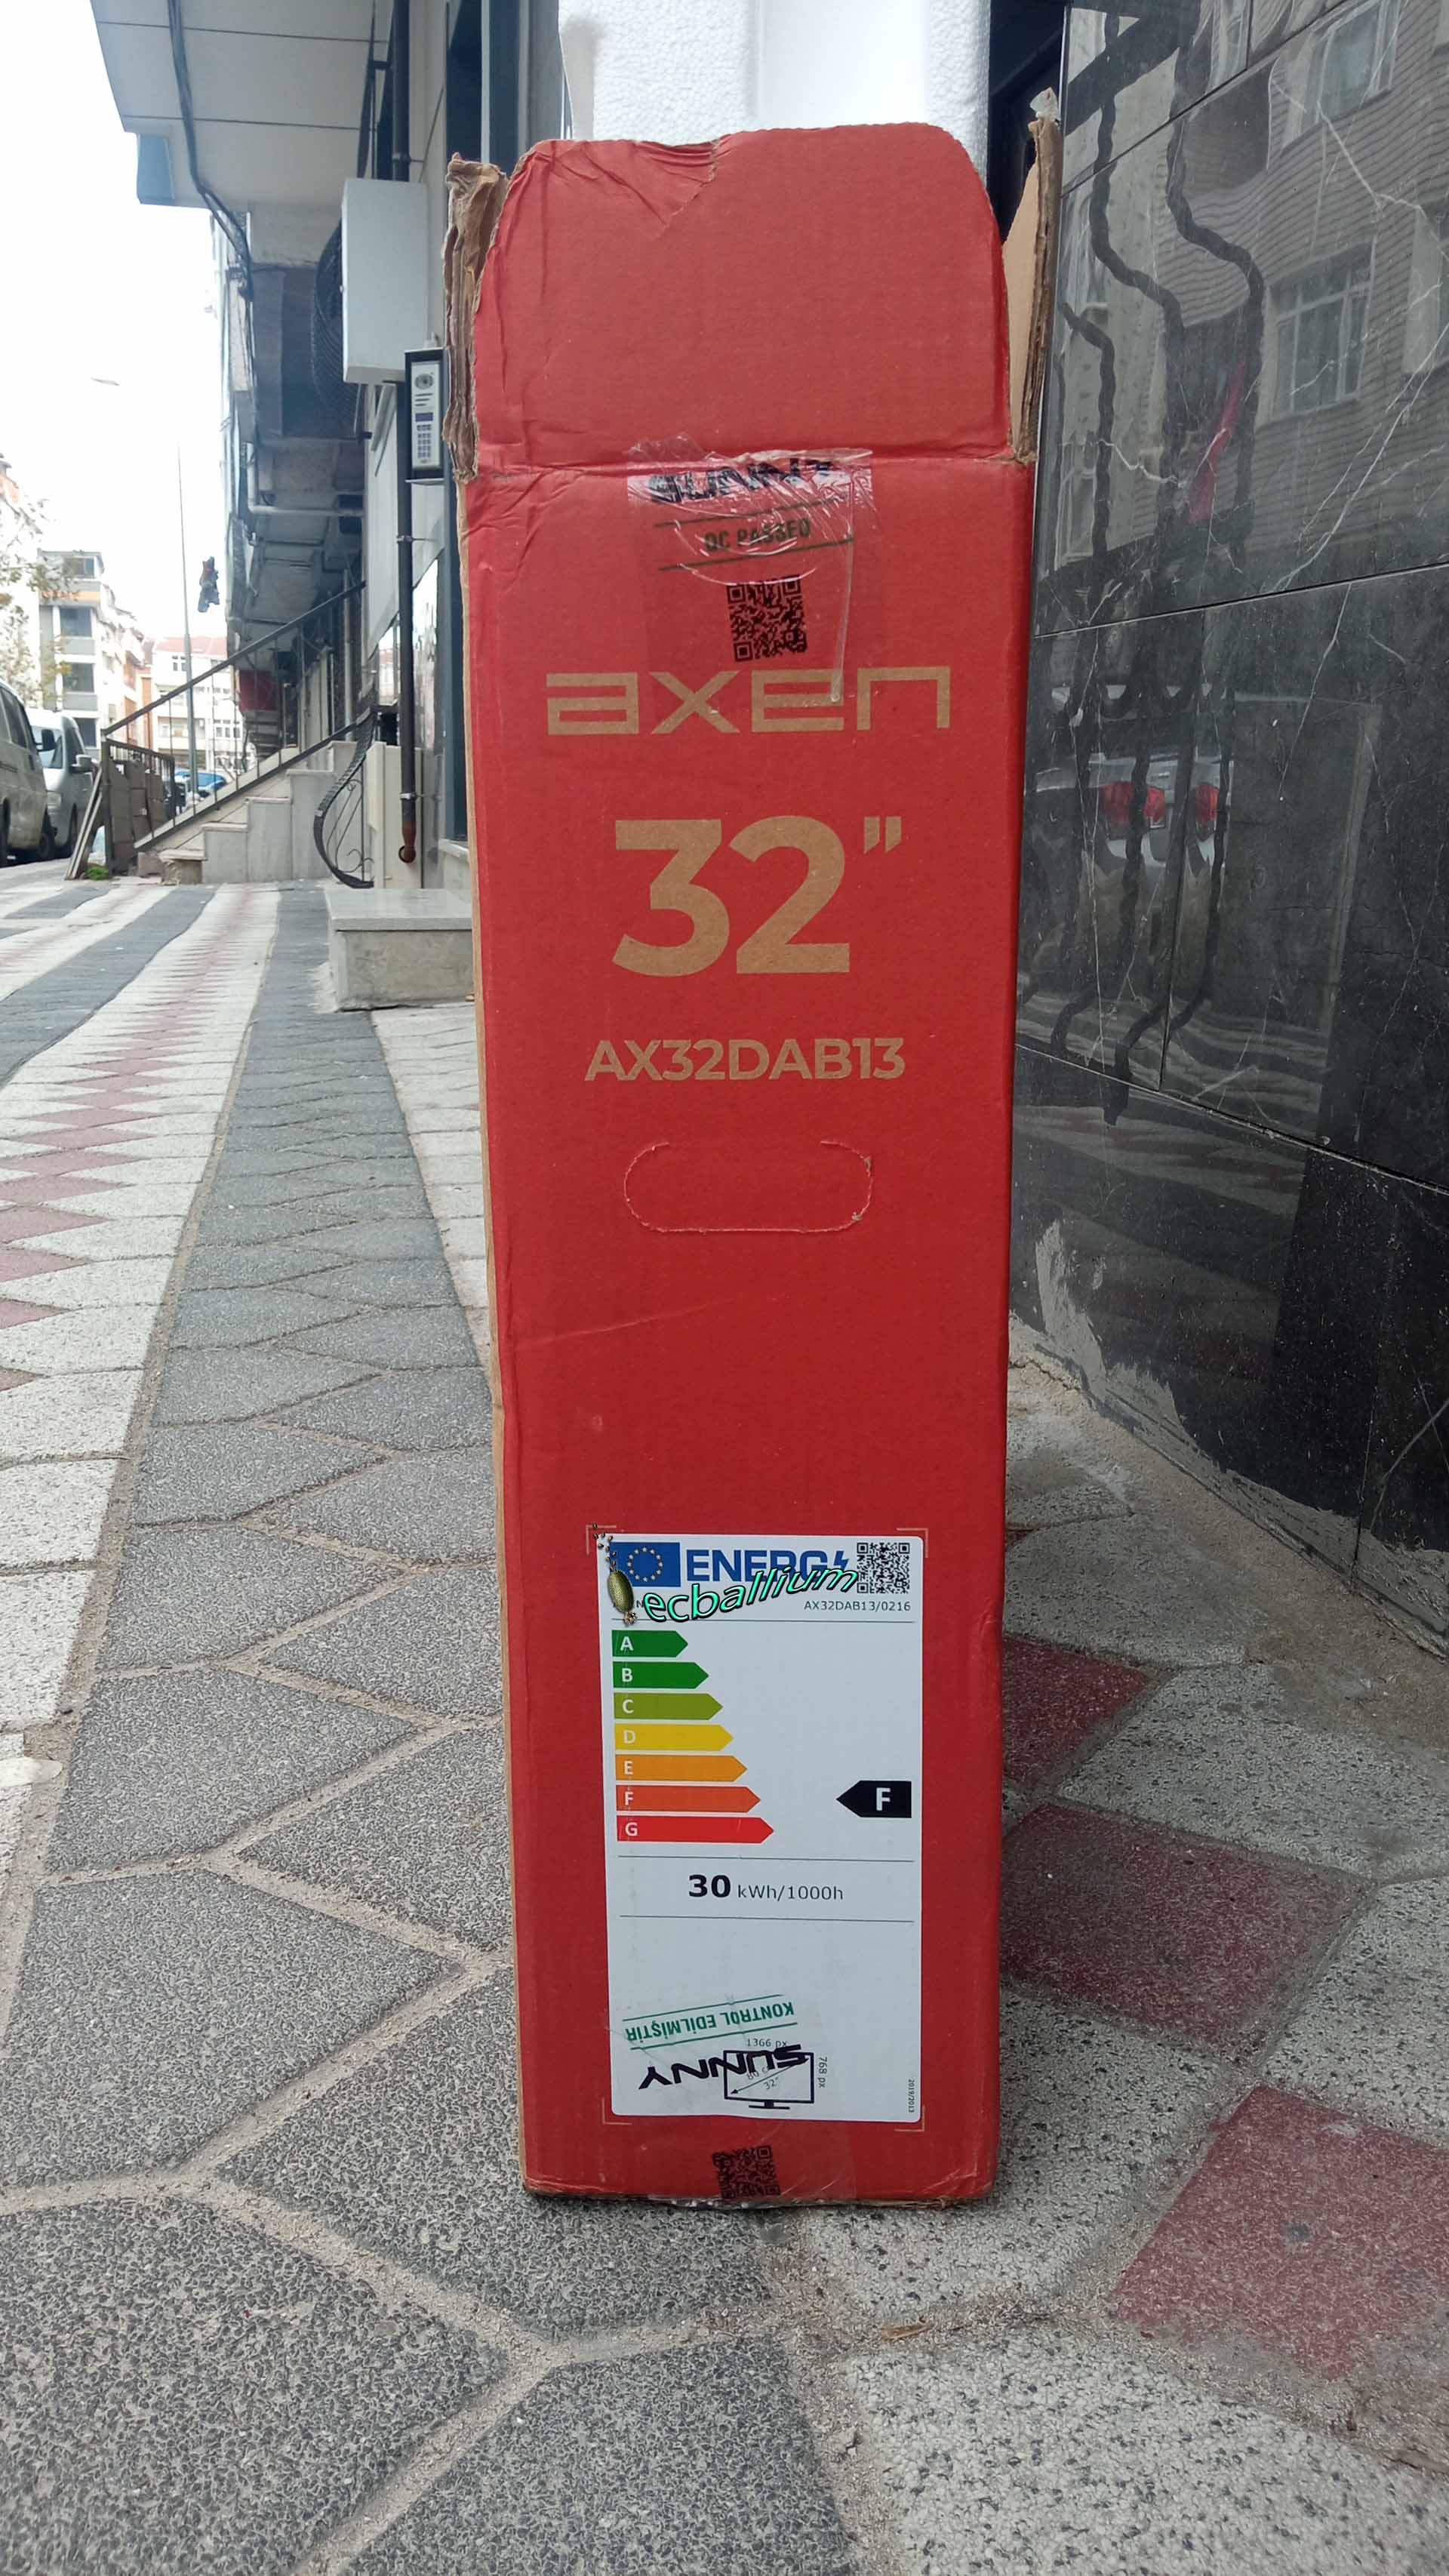 SUNNY
QC PASSED
axen
32"
AX32DAB13
ENERG
ecballium
AX32DAB13/0216
A
B
C
D
E
F
F
G
30 kWh/1000h
KONTROL EDİLMİŞTİR
1366 px
SUNNY
768 px
32"
2019/2013